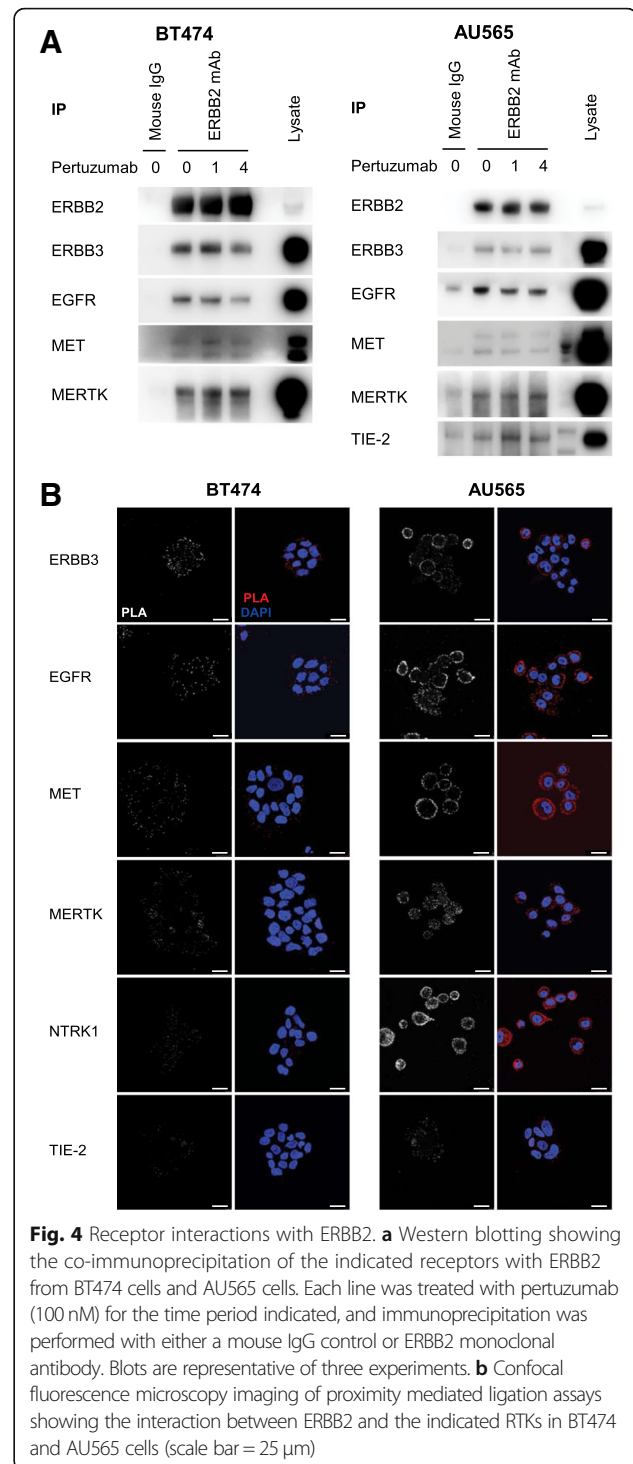 A
BT474
AU565
IP
Mouse IgG
ERBB2 mAb
Lysate
Pertuzumab 0 0 1 4
ERBB2
ERBB3
EGFR
MET
MERTK
IP
Mouse IgG
ERBB2 mAb
Lysate
Pertuzumab 0 0 1 4
ERBB2
ERBB3
EGFR
MET
MERTK
TIE-2
B
BT474
AU565
ERBB3
PLA
PLA
DAPI
EGFR
MET
MERTK
NTRK1
TIE-2
Fig. 4 Receptor interactions with ERBB2. a Western blotting showing
the co-immunoprecipitation of the indicated receptors with ERBB2
from BT474 cells and AU565 cells. Each line was treated with pertuzumab
(100 nM) for the time period indicated, and immunoprecipitation was
performed with either a mouse IgG control or ERBB2 monoclonal
antibody. Blots are representative of three experiments. b Confocal
fluorescence microscopy imaging of proximity mediated ligation assays
showing the interaction between ERBB2 and the indicated RTKs in BT474
and AU565 cells (scale bar = 25 μm)